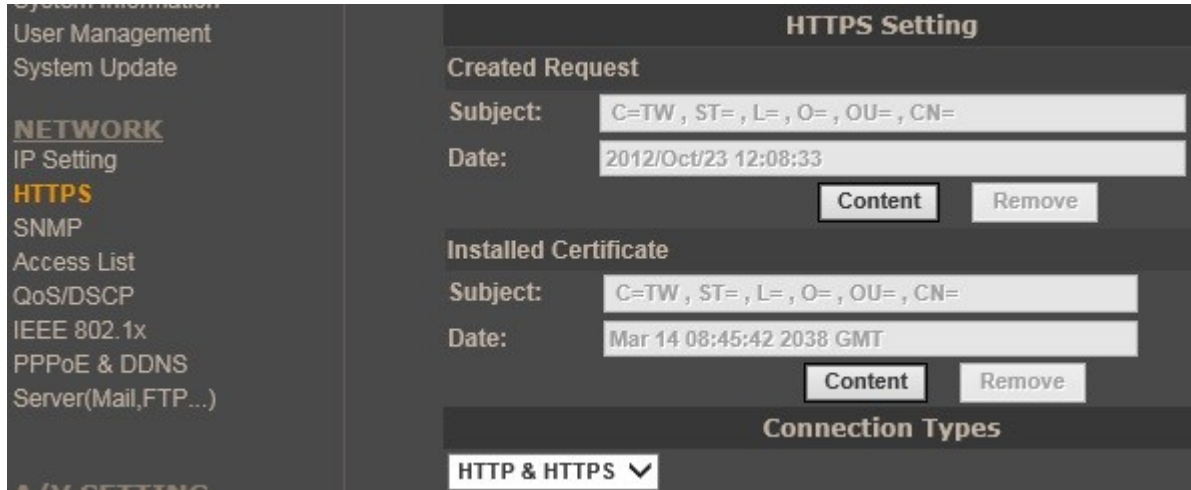 System Information
User Management
System Update
NETWORK
IP Setting
HTTPS
SNMP
Access List
QoS/DSCP
IEEE 802.1x
PPPoE & DDNS
Server(Mail,FTP...)
A/V SETTING
HTTPS Setting
Created Request
Subject: C=TW , ST= , L= , O= , OU= , CN=
Date: 2012/Oct/23 12:08:33
Content Remove
Installed Certificate
Subject: C=TW , ST= , L= , O= , OU= , CN=
Date: Mar 14 08:45:42 2038 GMT
Content Remove
Connection Types
HTTP & HTTPS